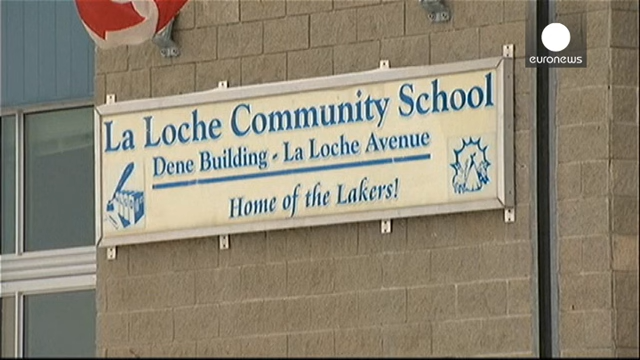 euronews
La Loche Community School
Dene Building - La Loche Avenue
Home of the Lakers!